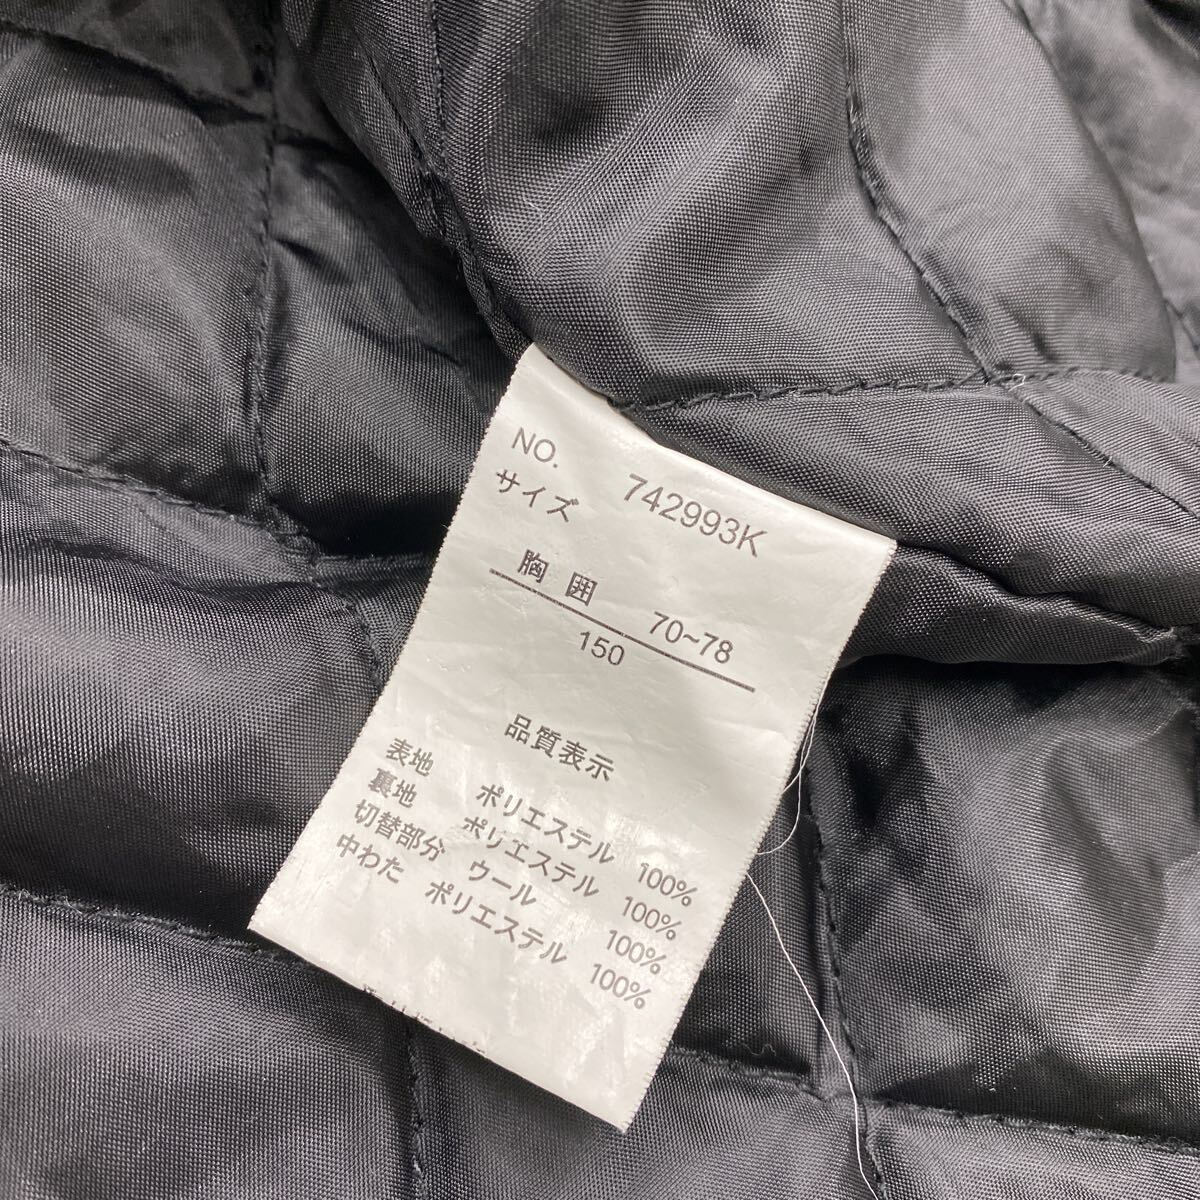 NO. 742993K
サイズ
胸囲 70~78
150
品質表示
表地 ポリエステル 100%
裏地 ポリエステル 100%
切替部分 ウール 100%
中わた ポリエステル 100%